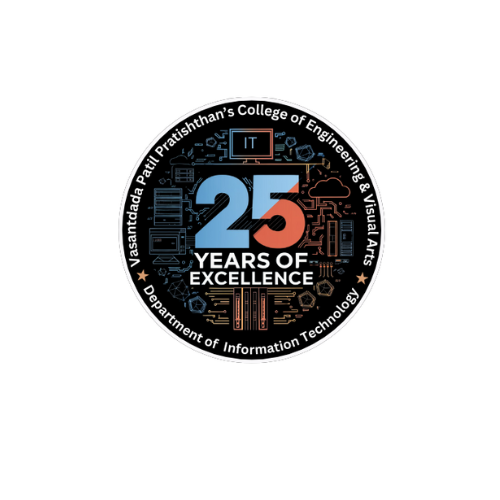 Vasantdada Patil Pratishthan's College of Engineering & Visual Arts
IT
25
YEARS OF
EXCELLENCE
Department of Information Technology